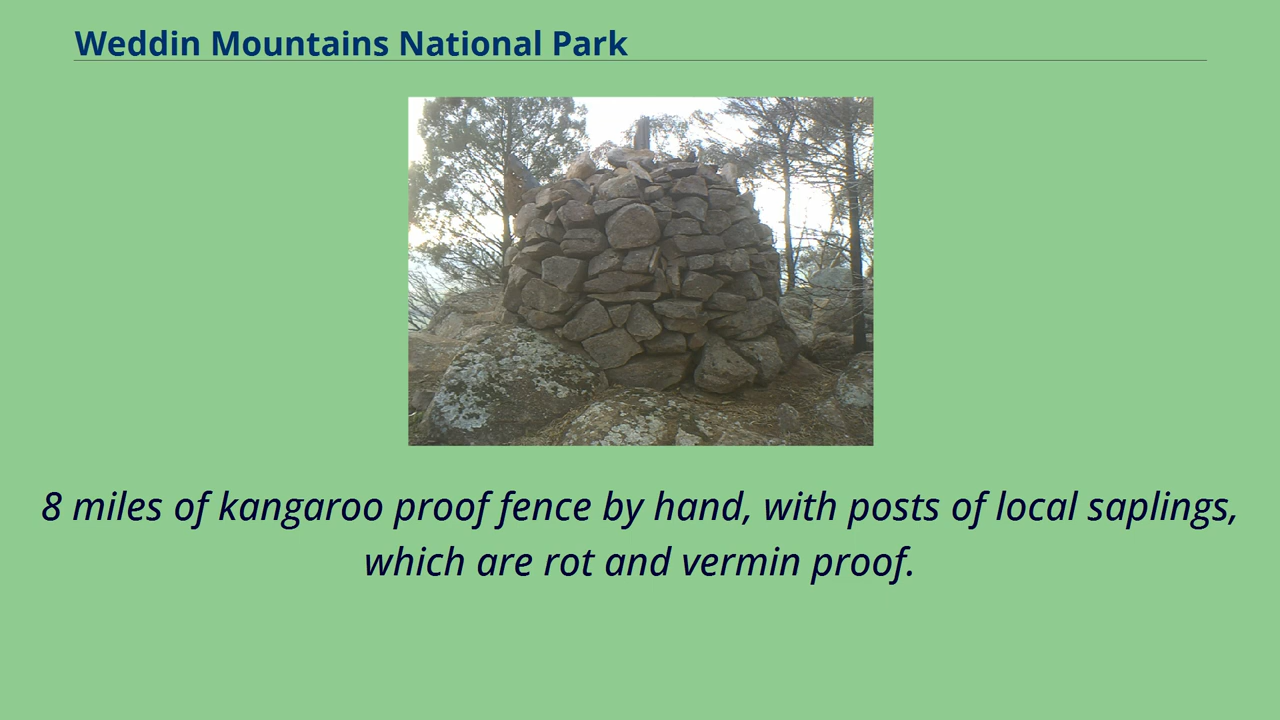 Weddin Mountains National Park
8 miles of kangaroo proof fence by hand, with posts of local saplings,
which are rot and vermin proof.